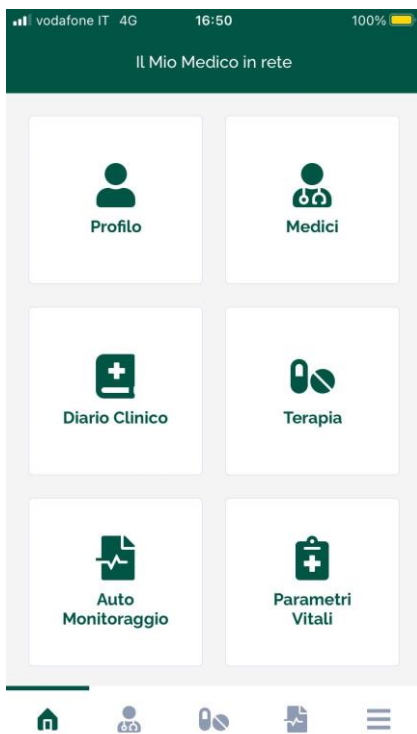 vodafone IT 4G 16:50 100%
Il Mio Medico in rete
Profilo
Medici
Diario Clinico
Terapia
Auto
Monitoraggio
Parametri
Vitali